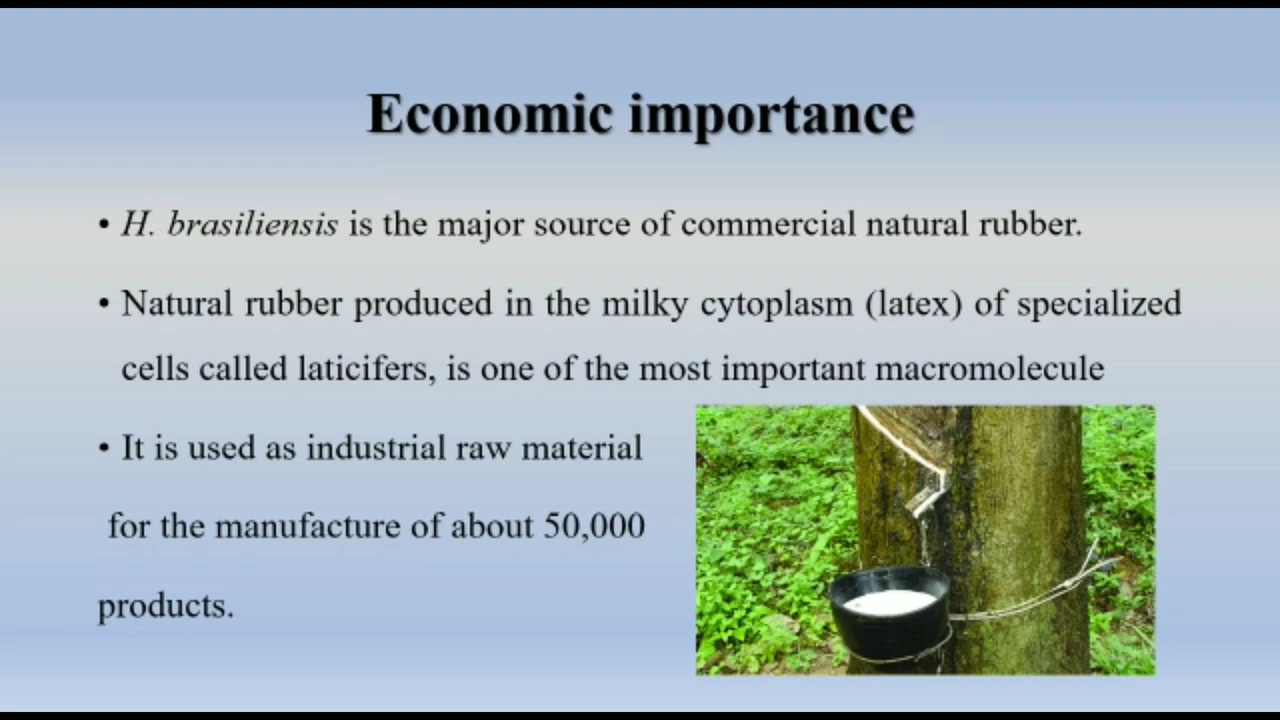 Economic importance
• H. brasiliensis is the major source of commercial natural rubber.
• Natural rubber produced in the milky cytoplasm (latex) of specialized
cells called laticifers, is one of the most important macromolecule
• It is used as industrial raw material
for the manufacture of about 50,000
products.